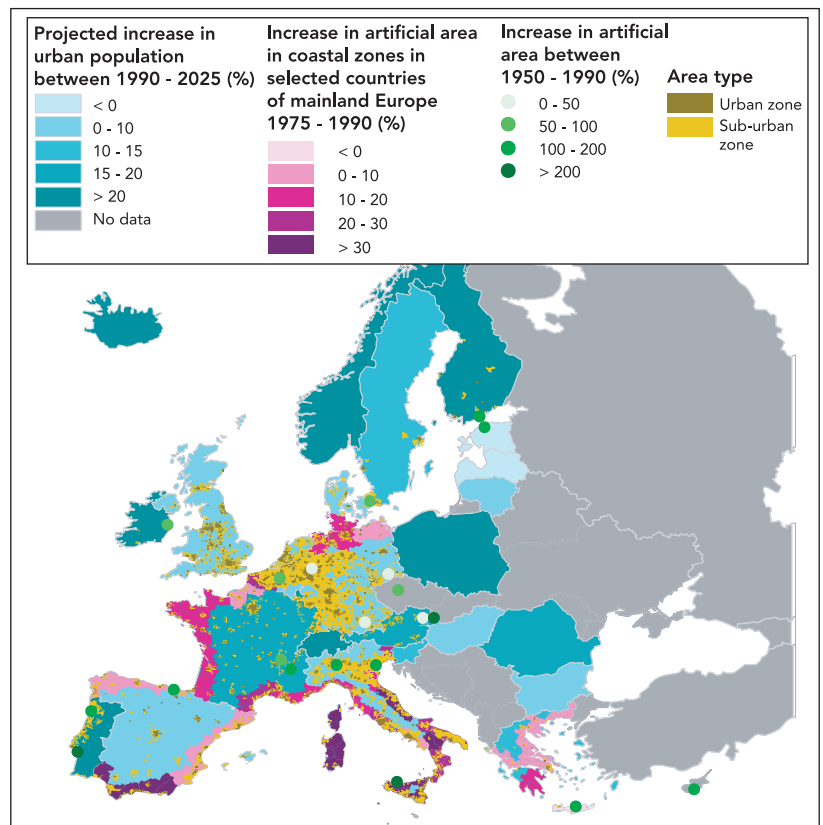 Projected increase in
urban population
between 1990 - 2025 (%)
< 0
0 - 10
10 - 15
15 - 20
> 20
No data
Increase in artificial area
in coastal zones in
selected countries
of mainland Europe
1975 - 1990 (%)
< 0
0 - 10
10 - 20
20 - 30
> 30
Increase in artificial
area between
1950 - 1990 (%)
0 - 50
50 - 100
100 - 200
> 200
Area type
Urban zone
Sub-urban
zone